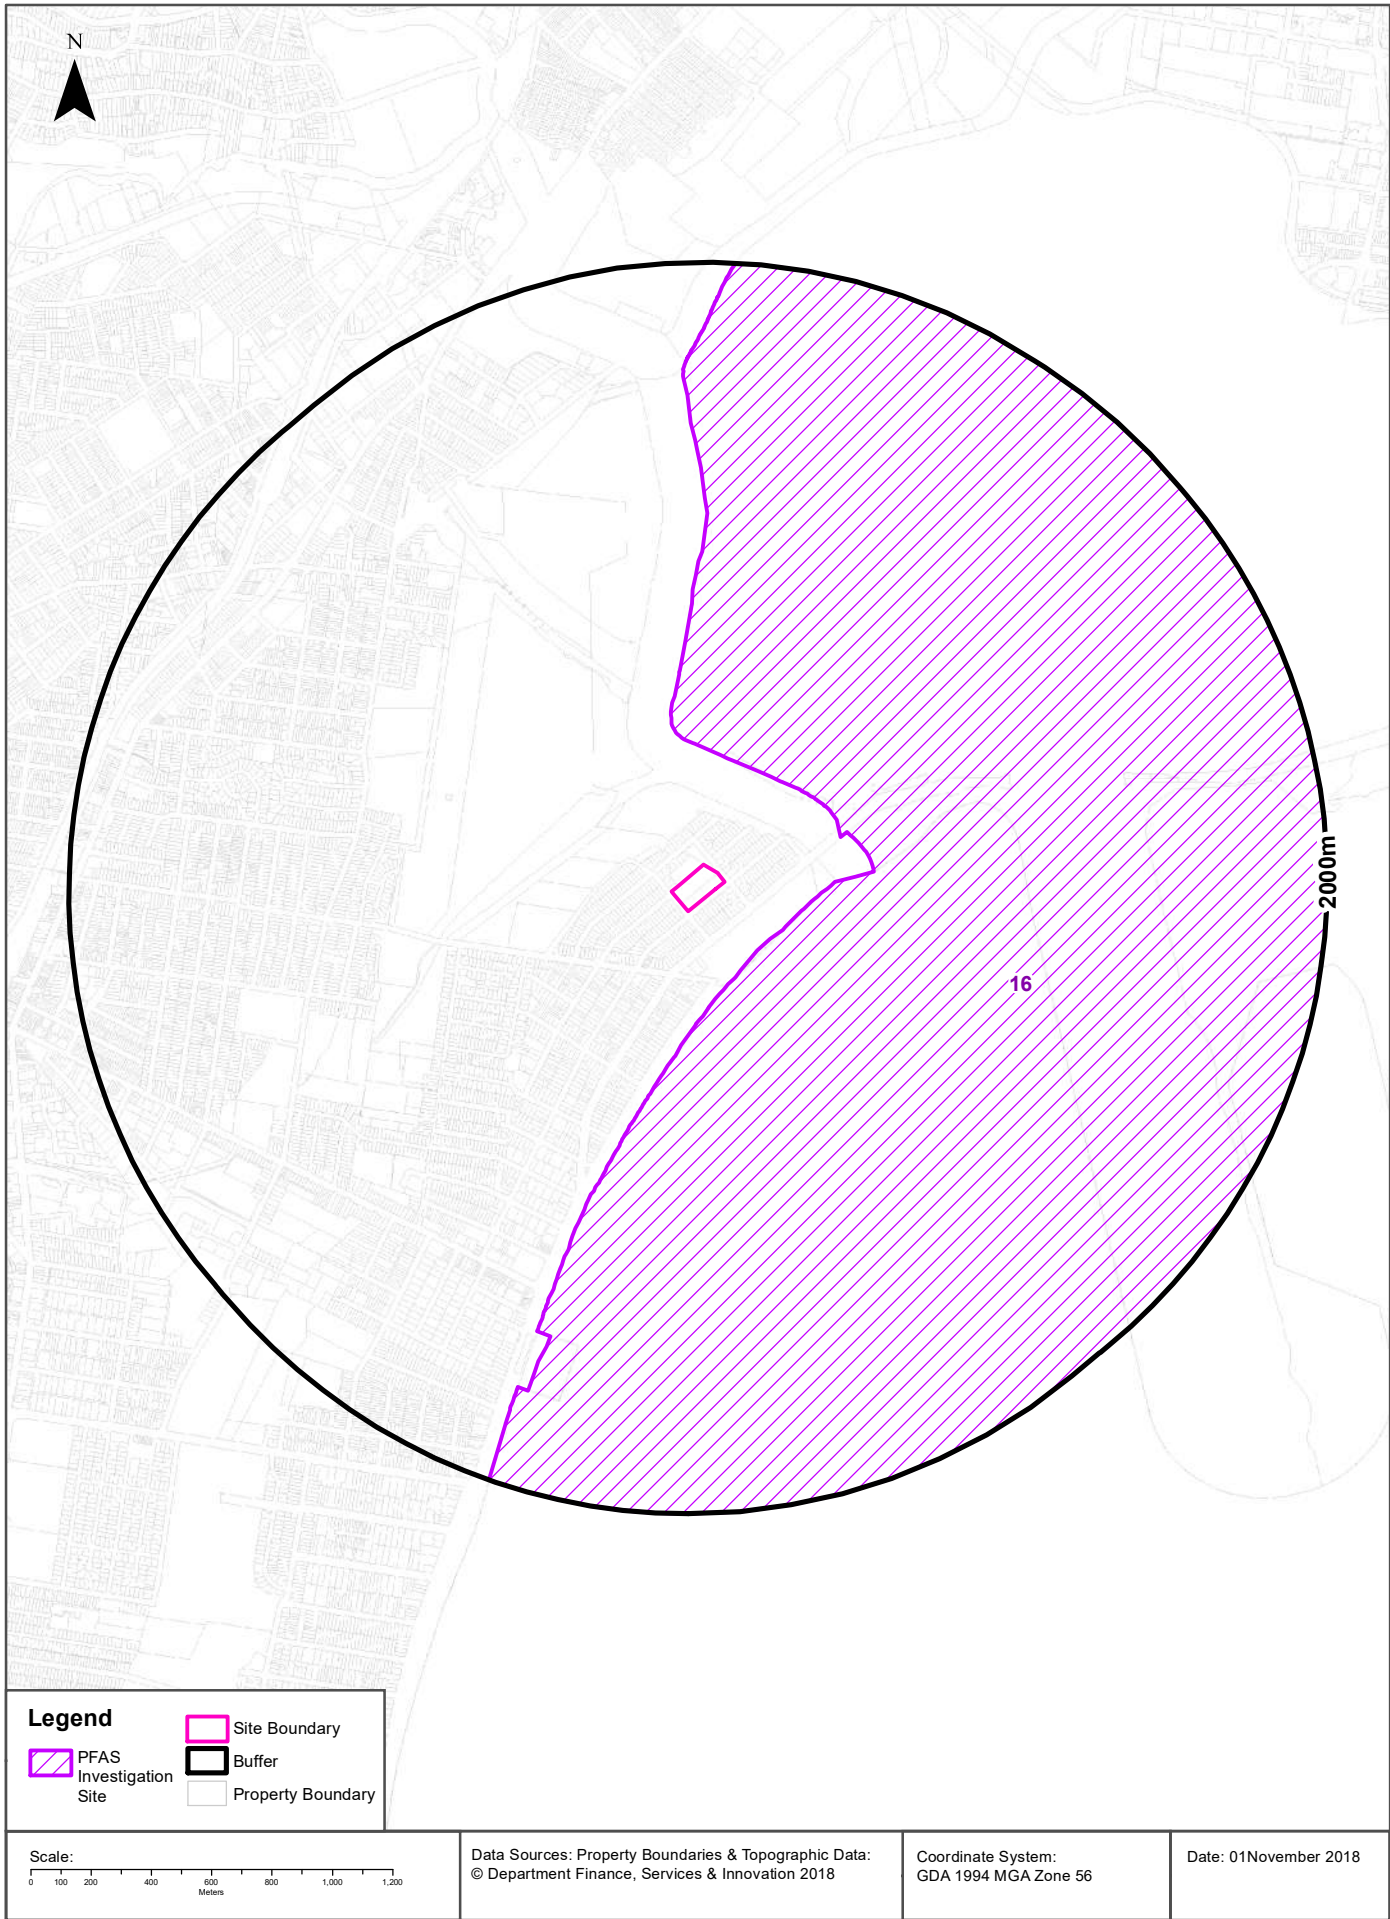 N
2000m
16
Legend
PFAS
Investigation
Site
Site Boundary
Buffer
Property Boundary
Scale:
0 100 200 400 600 800 1,000 1,200
Meters
Data Sources: Property Boundaries & Topographic Data:
© Department Finance, Services & Innovation 2018
Coordinate System:
GDA 1994 MGA Zone 56
Date: 01November 2018